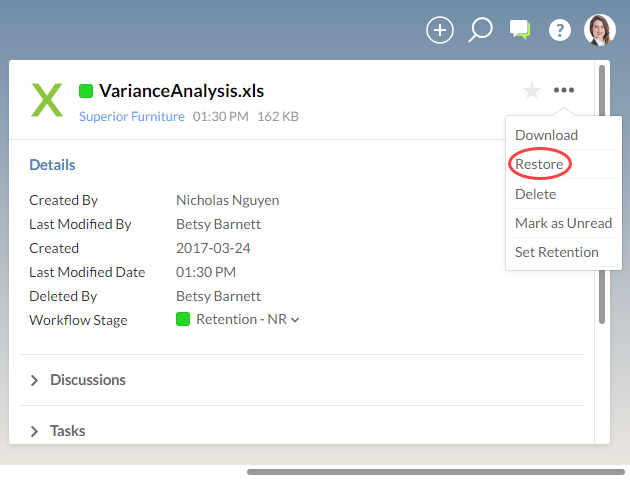 VarianceAnalysis.xls
Superior Furniture 01:30 PM 162 KB
Download
Restore
Delete
Mark as Unread
Set Retention
Details
Created By Nicholas Nguyen
Last Modified By Betsy Barnett
Created 2017-03-24
Last Modified Date 01:30 PM
Deleted By Betsy Barnett
Workflow Stage Retention - NR
Discussions
Tasks